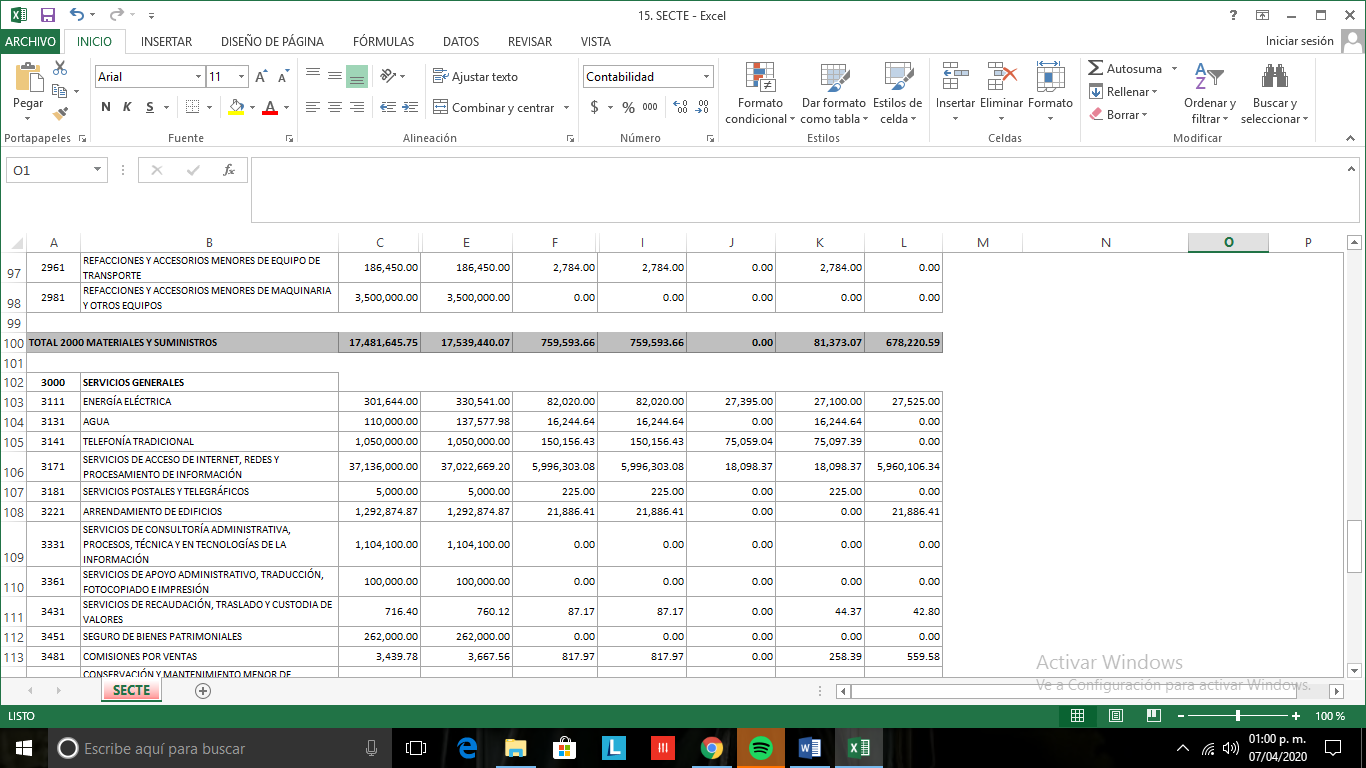 15. SECTE - Excel
?
ARCHIVO INICIO INSERTAR DISEÑO DE PÁGINA FÓRMULAS DATOS REVISAR VISTA Iniciar sesión
Pegar
Portapapeles
Arial 11 A A
N K S A
Fuente
Ajustar texto
Combinar y centrar
Alineación
Contabilidad
$ % 000
Número
Formato condicional
Dar formato como tabla
Estilos de celda
Estilos
Insertar Eliminar Formato
Celdas
Autosuma
Rellenar
Borrar
Ordenar y filtrar
Buscar y seleccionar
Modificar
O1 fx
A B C E F I J K L M N O P
97 2961 REFACCIONES Y ACCESORIOS MENORES DE EQUIPO DE TRANSPORTE 186,450.00 186,450.00 2,784.00 2,784.00 0.00 2,784.00 0.00
98 2981 REFACCIONES Y ACCESORIOS MENORES DE MAQUINARIA Y OTROS EQUIPOS 3,500,000.00 3,500,000.00 0.00 0.00 0.00 0.00 0.00
99
100 TOTAL 2000 MATERIALES Y SUMINISTROS 17,481,645.75 17,539,440.07 759,593.66 759,593.66 0.00 81,373.07 678,220.59
101
102 3000 SERVICIOS GENERALES
103 3111 ENERGÍA ELÉCTRICA 301,644.00 330,541.00 82,020.00 82,020.00 27,395.00 27,100.00 27,525.00
104 3131 AGUA 110,000.00 137,577.98 16,244.64 16,244.64 0.00 16,244.64 0.00
105 3141 TELEFONÍA TRADICIONAL 1,050,000.00 1,050,000.00 150,156.43 150,156.43 75,059.04 75,097.39 0.00
106 3171 SERVICIOS DE ACCESO DE INTERNET, REDES Y PROCESAMIENTO DE INFORMACIÓN 37,136,000.00 37,022,669.20 5,996,303.08 5,996,303.08 18,098.37 18,098.37 5,960,106.34
107 3181 SERVICIOS POSTALES Y TELEGRÁFICOS 5,000.00 5,000.00 225.00 225.00 0.00 225.00 0.00
108 3221 ARRENDAMIENTO DE EDIFICIOS 1,292,874.87 1,292,874.87 21,886.41 21,886.41 0.00 0.00 21,886.41
109 3331 SERVICIOS DE CONSULTORÍA ADMINISTRATIVA, PROCESOS, TÉCNICA Y EN TECNOLOGÍAS DE LA INFORMACIÓN 1,104,100.00 1,104,100.00 0.00 0.00 0.00 0.00 0.00
110 3361 SERVICIOS DE APOYO ADMINISTRATIVO, TRADUCCIÓN, FOTOCOPIADO E IMPRESIÓN 100,000.00 100,000.00 0.00 0.00 0.00 0.00 0.00
111 3431 SERVICIOS DE RECAUDACIÓN, TRASLADO Y CUSTODIA DE VALORES 716.40 760.12 87.17 87.17 0.00 44.37 42.80
112 3451 SEGURO DE BIENES PATRIMONIALES 262,000.00 262,000.00 0.00 0.00 0.00 0.00 0.00
113 3481 COMISIONES POR VENTAS 3,439.78 3,667.56 817.97 817.97 0.00 258.39 559.58
CONSERVACIÓN Y MANTENIMIENTO MENOR DE
Activar Windows
Ve a Configuración para activar Windows.
SECTE
LISTO 100 %
Escribe aquí para buscar
01:00 p. m.
07/04/2020